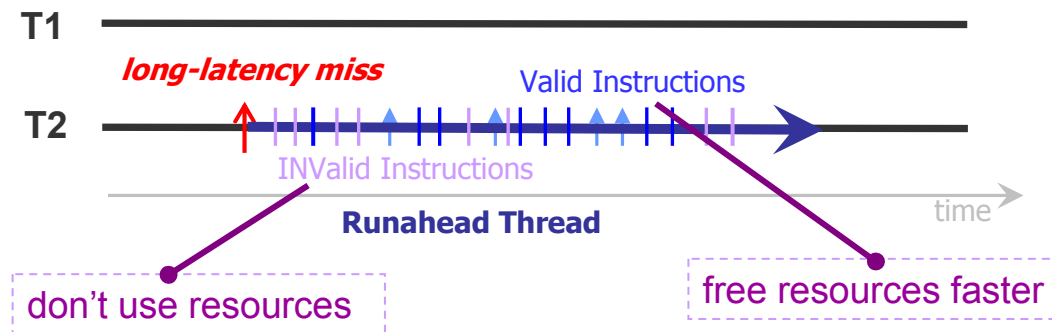 T1
long-latency miss
Valid Instructions
T2
INValid Instructions
time
Runahead Thread
don't use resources
free resources faster